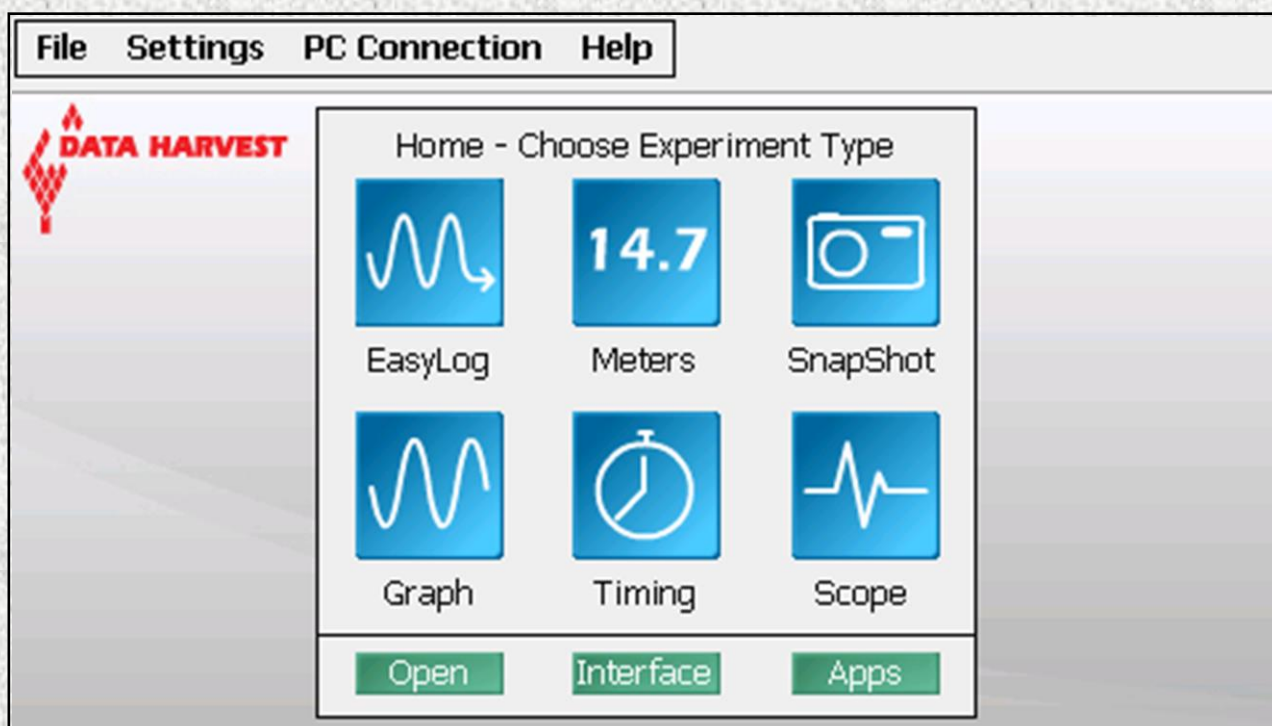 File Settings PC Connection Help
DATA HARVEST
Home - Choose Experiment Type
14.7
EasyLog Meters SnapShot
Graph Timing Scope
Open Interface Apps